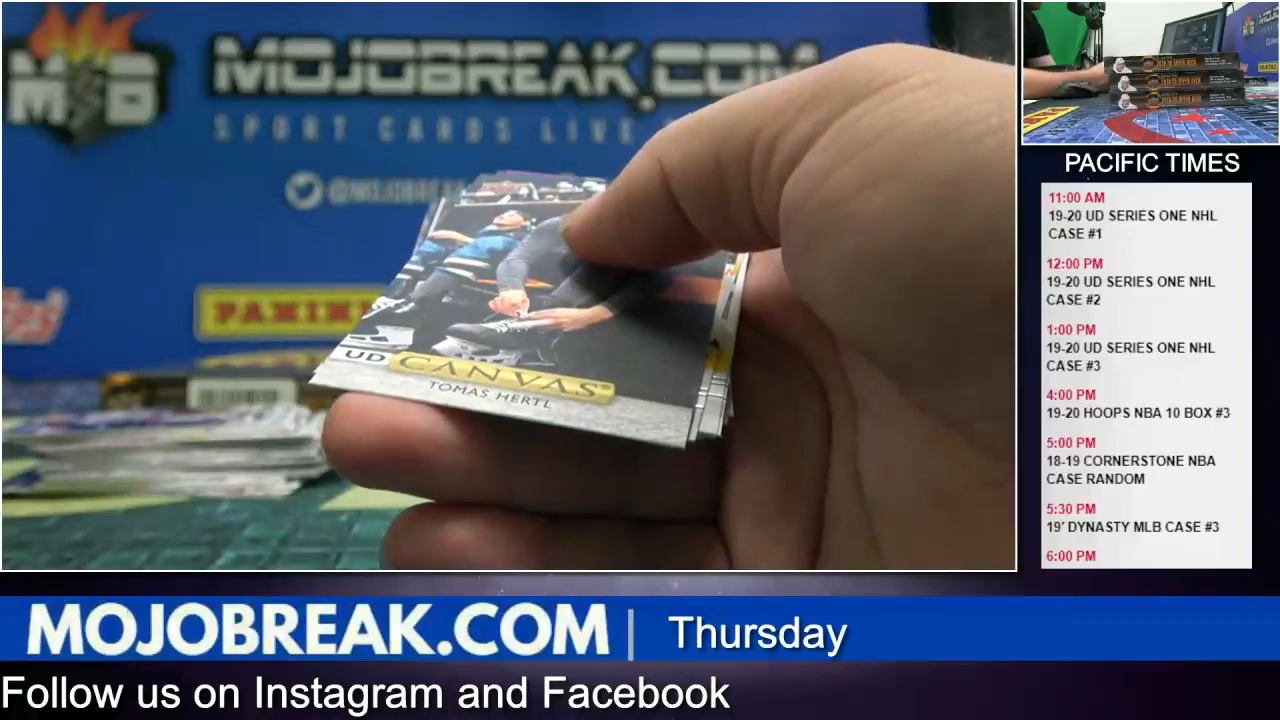 MOJOBREAK.COM
SPORT CARDS LIVE
@MOJOBREAK
PANINI
UD CANVAS
TOMAS HERTL
PACIFIC TIMES
11:00 AM
19-20 UD SERIES ONE NHL
CASE #1
12:00 PM
19-20 UD SERIES ONE NHL
CASE #2
1:00 PM
19-20 UD SERIES ONE NHL
CASE #3
4:00 PM
19-20 HOOPS NBA 10 BOX #3
5:00 PM
18-19 CORNERSTONE NBA
CASE RANDOM
5:30 PM
19' DYNASTY MLB CASE #3
6:00 PM
MOJOBREAK.COM | Thursday
Follow us on Instagram and Facebook